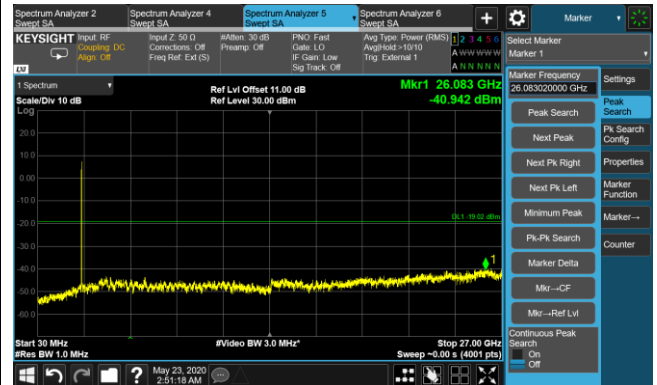 Spectrum Analyzer 2
Swept SA
Spectrum Analyzer 4
Swept SA
Spectrum Analyzer 5
Swept SA
Spectrum Analyzer 6
Swept SA
Marker
KEYSIGHT
Input: RF
Coupling: DC
Align: Off
Input Z: 50 Ω
Corrections: Off
Freq Ref: Ext (S)
#Atten: 30 dB
Preamp: Off
PNO: Fast
Gate: LO
IF Gain: Low
Sig Track: Off
Avg Type: Power (RMS)
Avg|Hold:>10/10
Trig: External 1
1 2 3 4 5 6
A W W W W W
A N N N N N
LXI
Select Marker
Marker 1
1 Spectrum
Scale/Div 10 dB
Log
Ref Lvl Offset 11.00 dB
Ref Level 30.00 dBm
Mkr1 26.083 GHz
-40.942 dBm
20.0
10.0
0.00
-10.0
-20.0
-30.0
-40.0
-50.0
-60.0
DL1 -19.02 dBm
1
Start 30 MHz
#Res BW 1.0 MHz
#Video BW 3.0 MHz*
Stop 27.00 GHz
Sweep ~0.00 s (4001 pts)
Marker Frequency
26.083020000 GHz
Peak Search
Next Peak
Next Pk Right
Next Pk Left
Minimum Peak
Pk-Pk Search
Marker Delta
Mkr→CF
Mkr→Ref Lvl
Continuous Peak
Search
On
Off
Settings
Peak
Search
Pk Search
Config
Properties
Marker
Function
Marker→
Counter
May 23, 2020
2:51:18 AM